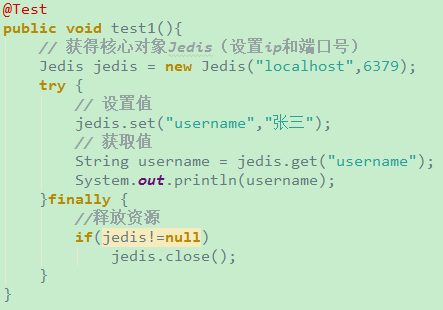 @Test
public void test1(){
    // 获得核心对象Jedis（设置ip和端口号）
    Jedis jedis = new Jedis("localhost",6379);
    try {
        // 设置值
        jedis.set("username","张三");
        // 获取值
        String username = jedis.get("username");
        System.out.println(username);
    }finally {
        //释放资源
        if(jedis!=null)
            jedis.close();
    }
}